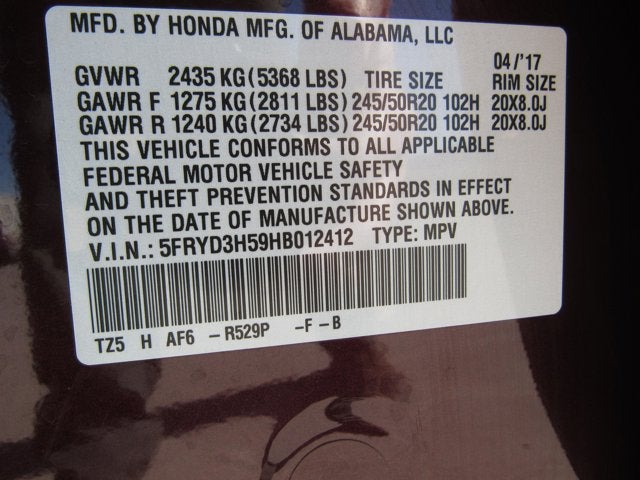 MFD. BY HONDA MFG. OF ALABAMA, LLC
04/'17
GVWR 2435 KG(5368 LBS) TIRE SIZE RIM SIZE
GAWR F 1275 KG(2811 LBS)245/50R20 102H 20X8.0J
GAWR R 1240 KG(2734 LBS)245/50R20 102H 20X8.0J
THIS VEHICLE CONFORMS TO ALL APPLICABLE
FEDERAL MOTOR VEHICLE SAFETY
AND THEFT PREVENTION STANDARDS IN EFFECT
ON THE DATE OF MANUFACTURE SHOWN ABOVE.
V.I.N.: 5FRYD3H59HB012412 TYPE: MPV
TZ5 H AF6 - R529P -F-B